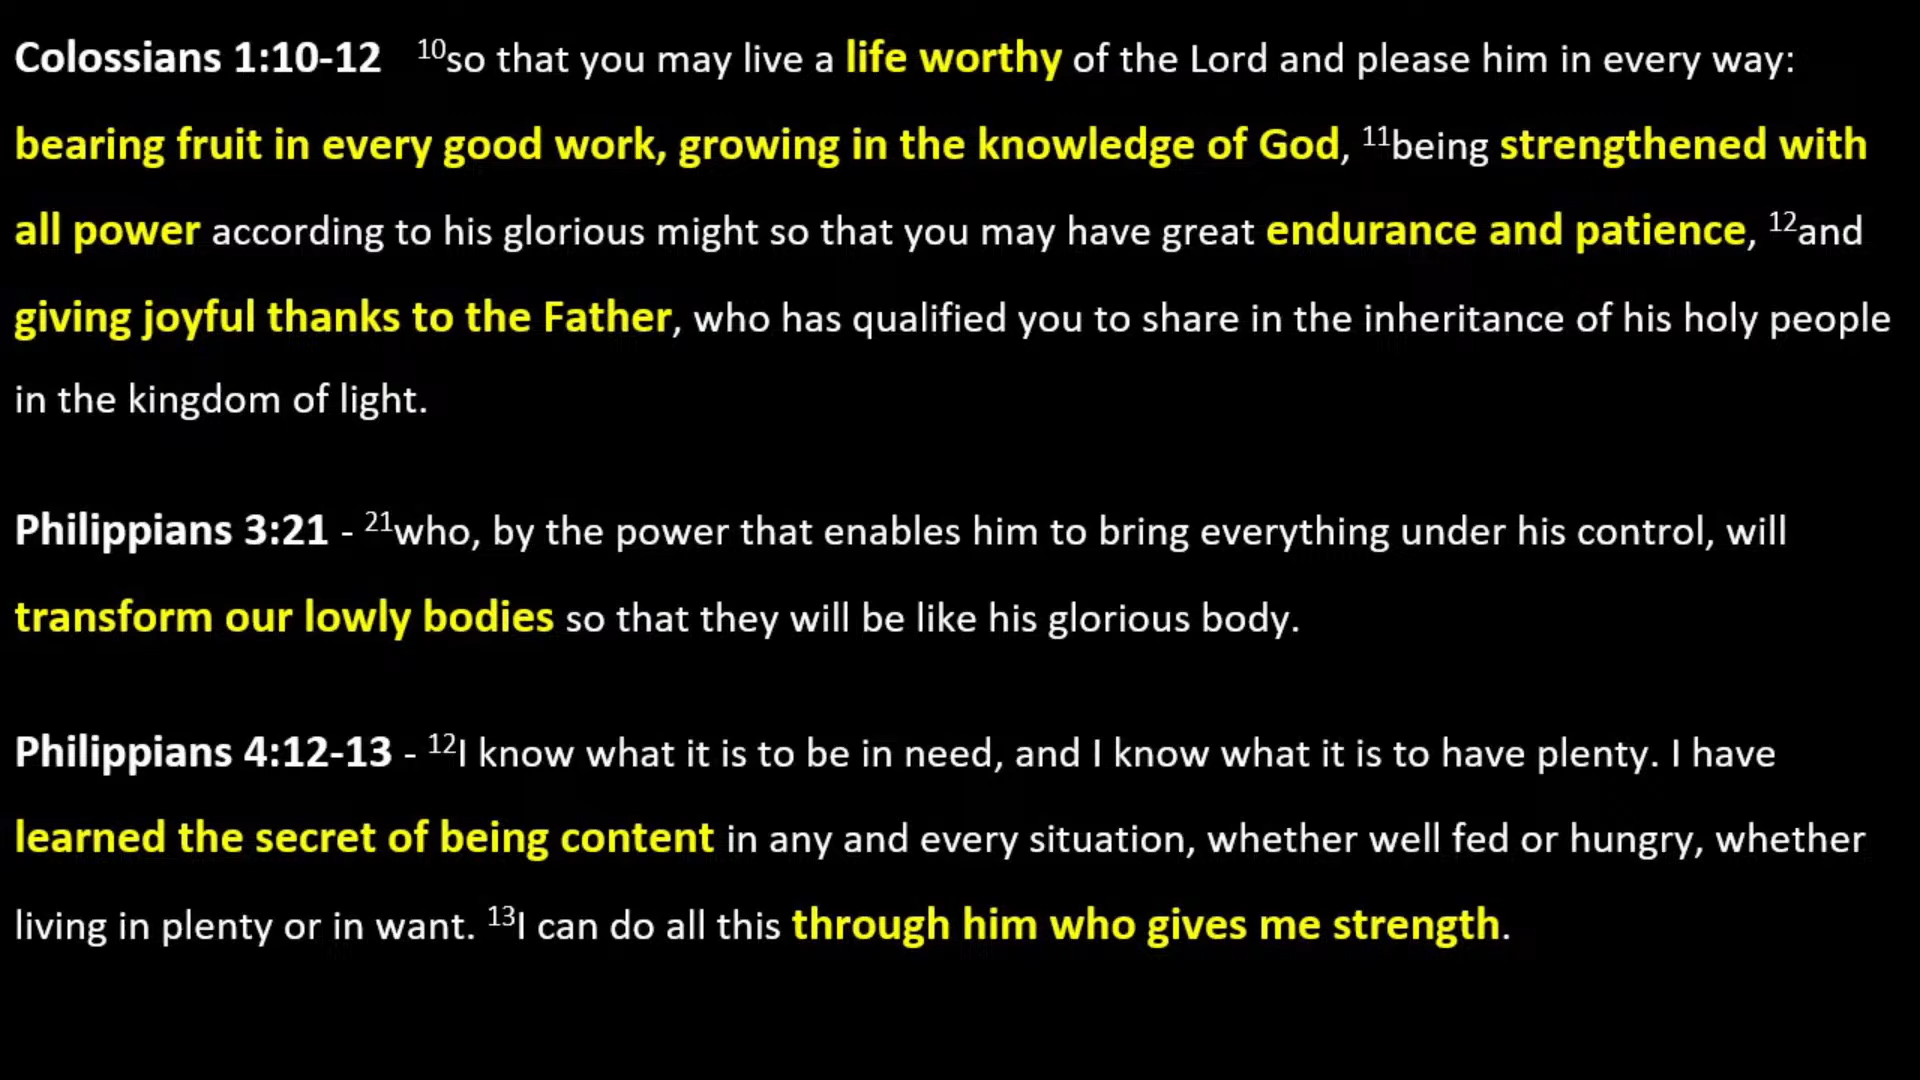 Colossians 1:10-12 ¹⁰so that you may live a life worthy of the Lord and please him in every way:
bearing fruit in every good work, growing in the knowledge of God, ¹¹being strengthened with
all power according to his glorious might so that you may have great endurance and patience, ¹²and
giving joyful thanks to the Father, who has qualified you to share in the inheritance of his holy people
in the kingdom of light.
Philippians 3:21 - ²¹who, by the power that enables him to bring everything under his control, will
transform our lowly bodies so that they will be like his glorious body.
Philippians 4:12-13 - ¹²I know what it is to be in need, and I know what it is to have plenty. I have
learned the secret of being content in any and every situation, whether well fed or hungry, whether
living in plenty or in want. ¹³I can do all this through him who gives me strength.